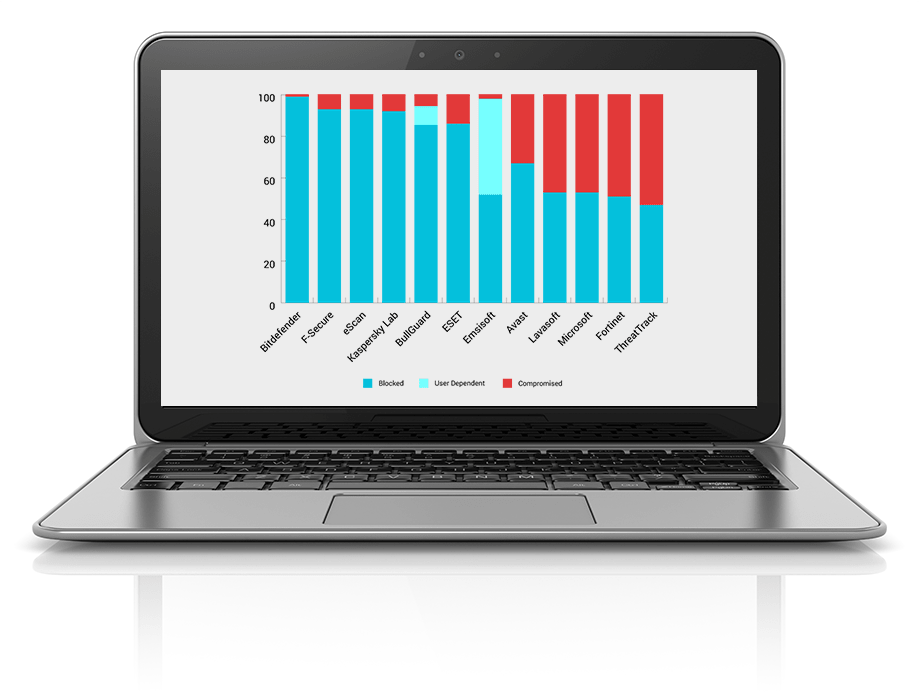 100
80
60
40
20
0
Bitdefender
F-Secure
eScan
Kaspersky Lab
BullGuard
ESET
Emsisoft
Avast
Lavasoft
Microsoft
Fortinet
ThreatTrack
Blocked
User Dependent
Compromised